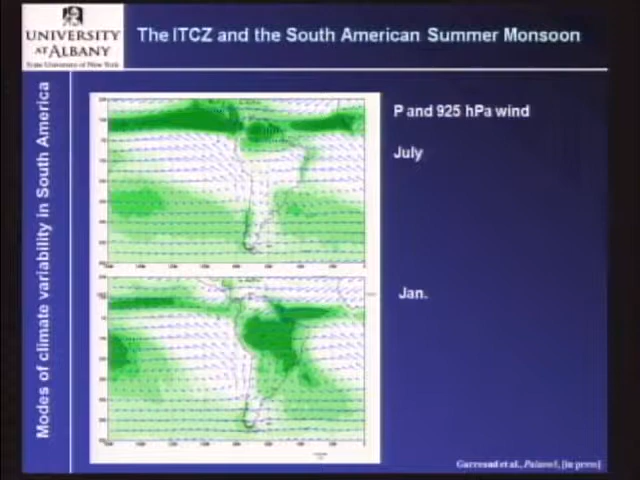 UNIVERSITY
AT ALBANY
State University of New York
The ITCZ and the South American Summer Monsoon
Modes of climate variability in South America
P and 925 hPa wind
July
Jan.
Garreaud et al., Palaeo3, [in press]